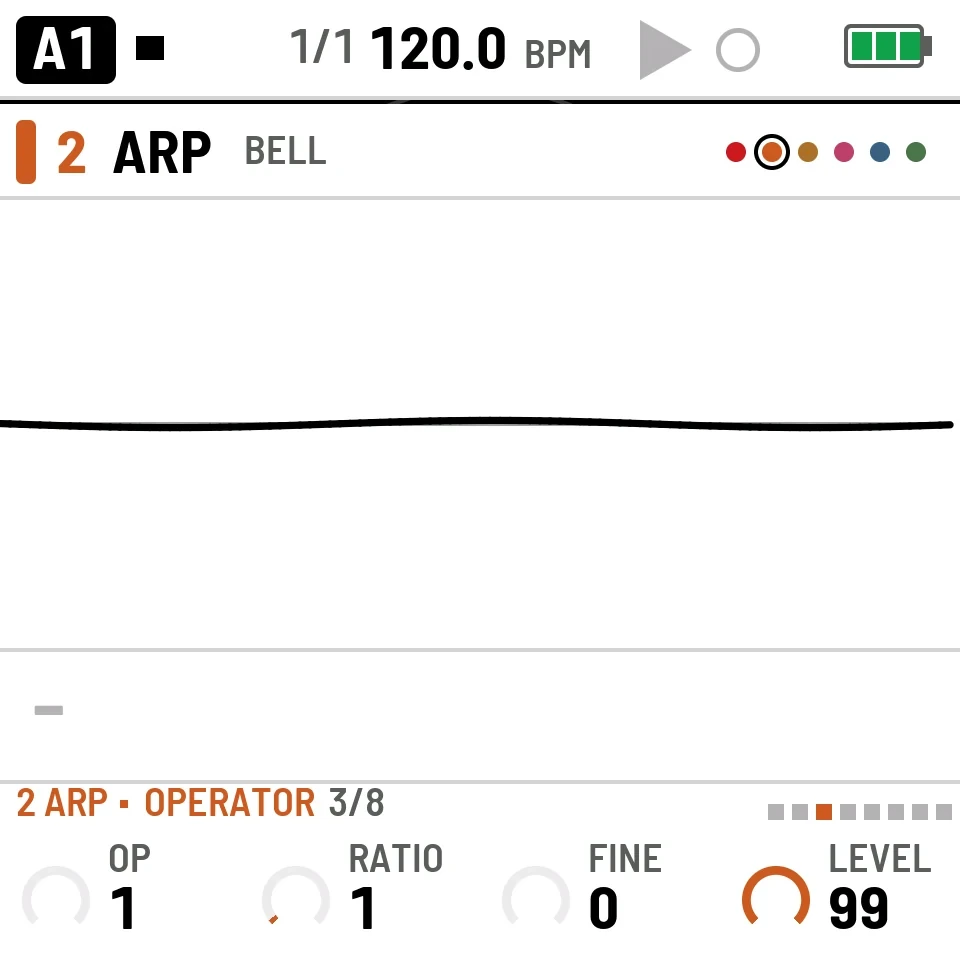 A1 1/1 120.0 BPM
2 ARP BELL
2 ARP · OPERATOR 3/8
OP RATIO FINE LEVEL
1 1 0 99